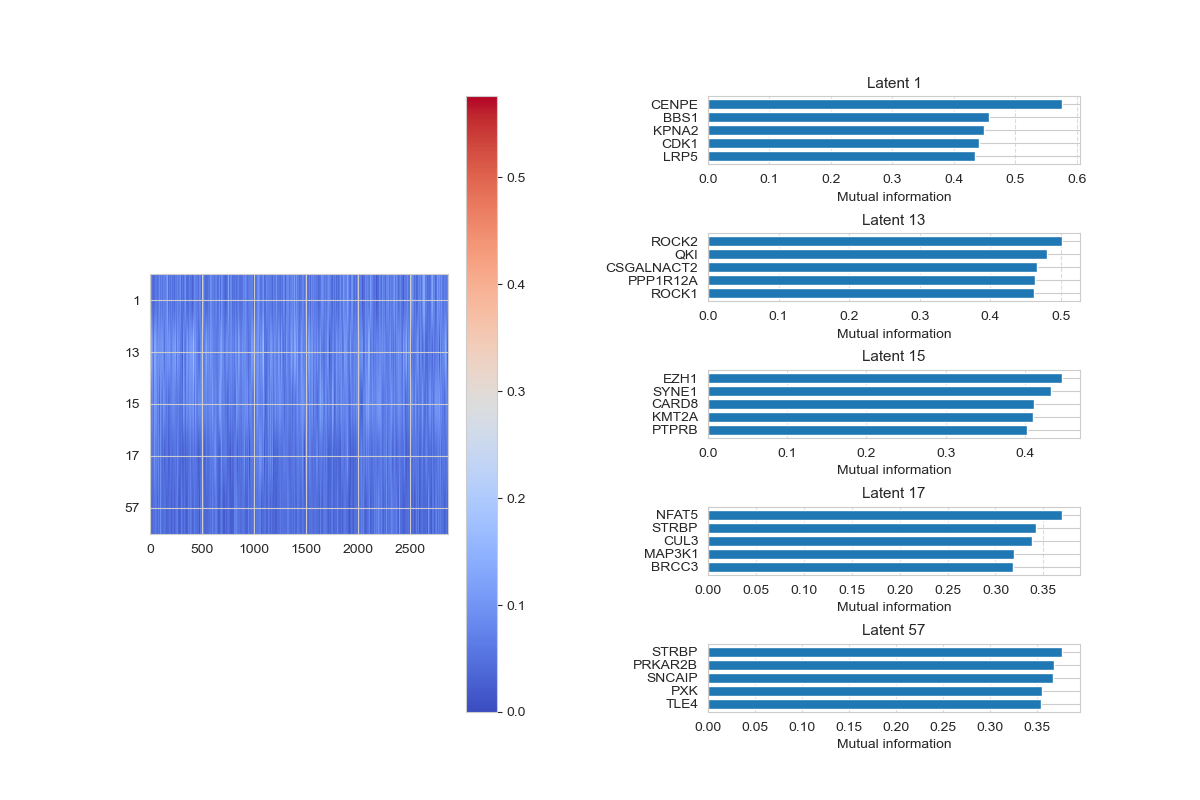 1
13
15
17
57
0 500 1000 1500 2000 2500
0.5
0.4
0.3
0.2
0.1
0.0
Latent 1
CENPE
BBS1
KPNA2
CDK1
LRP5
0.0 0.1 0.2 0.3 0.4 0.5 0.6
Mutual information
Latent 13
ROCK2
QKI
CSGALNACT2
PPP1R12A
ROCK1
0.0 0.1 0.2 0.3 0.4 0.5
Mutual information
Latent 15
EZH1
SYNE1
CARD8
KMT2A
PTPRB
0.0 0.1 0.2 0.3 0.4
Mutual information
Latent 17
NFAT5
STRBP
CUL3
MAP3K1
BRCC3
0.00 0.05 0.10 0.15 0.20 0.25 0.30 0.35
Mutual information
Latent 57
STRBP
PRKAR2B
SNCAIP
PXK
TLE4
0.00 0.05 0.10 0.15 0.20 0.25 0.30 0.35
Mutual information